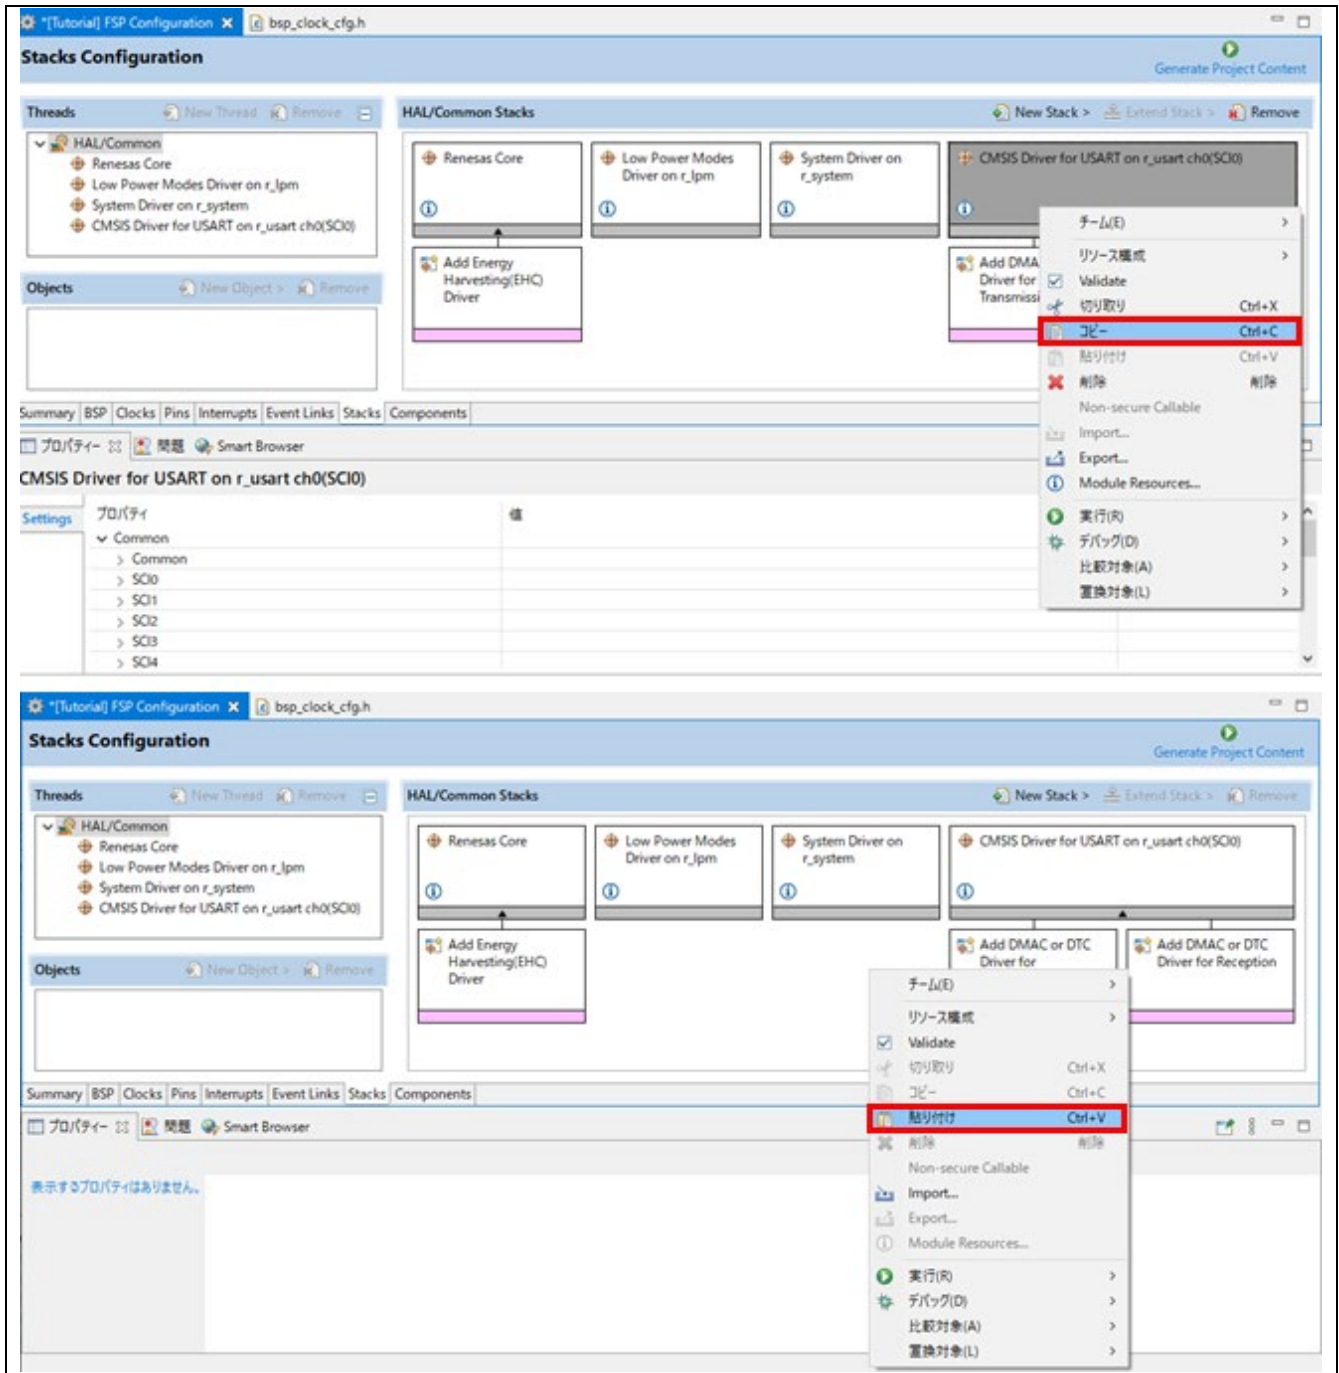 *[Tutorial] FSP Configuration
bsp_clock_cfg.h
Stacks Configuration
Generate Project Content
Threads
New Thread
Remove
HAL/Common Stacks
New Stack >
Extend Stack >
Remove
HAL/Common
Renesas Core
Low Power Modes Driver on r_lpm
System Driver on r_system
CMSIS Driver for USART on r_usart ch0(SCI0)
Objects
New Object >
Remove
Renesas Core
Low Power Modes
Driver on r_lpm
System Driver on
r_system
CMSIS Driver for USART on r_usart ch0(SCI0)
Add Energy
Harvesting(EHC)
Driver
Add DMA
Driver for
Transmissi
チーム(E)
リソース構成
Validate
切り取り Ctrl+X
コピー Ctrl+C
貼り付け Ctrl+V
削除 削除
Non-secure Callable
Import...
Export...
Module Resources...
実行(R)
デバッグ(D)
比較対象(A)
置換対象(L)
Summary BSP Clocks Pins Interrupts Event Links Stacks Components
プロパティー 問題 Smart Browser
CMSIS Driver for USART on r_usart ch0(SCI0)
Settings
プロパティ 値
Common
Common
SCI0
SCI1
SCI2
SCI3
SCI4
*[Tutorial] FSP Configuration
bsp_clock_cfg.h
Stacks Configuration
Generate Project Content
Threads
New Thread
Remove
HAL/Common Stacks
New Stack >
Extend Stack >
Remove
HAL/Common
Renesas Core
Low Power Modes Driver on r_lpm
System Driver on r_system
CMSIS Driver for USART on r_usart ch0(SCI0)
Objects
New Object >
Remove
Renesas Core
Low Power Modes
Driver on r_lpm
System Driver on
r_system
CMSIS Driver for USART on r_usart ch0(SCI0)
Add Energy
Harvesting(EHC)
Driver
Add DMAC or DTC
Driver for
Add DMAC or DTC
Driver for Reception
チーム(E)
リソース構成
Validate
切り取り Ctrl+X
コピー Ctrl+C
貼り付け Ctrl+V
削除 削除
Non-secure Callable
Import...
Export...
Module Resources...
実行(R)
デバッグ(D)
比較対象(A)
置換対象(L)
Summary BSP Clocks Pins Interrupts Event Links Stacks Components
プロパティー 問題 Smart Browser
表示するプロパティはありません。